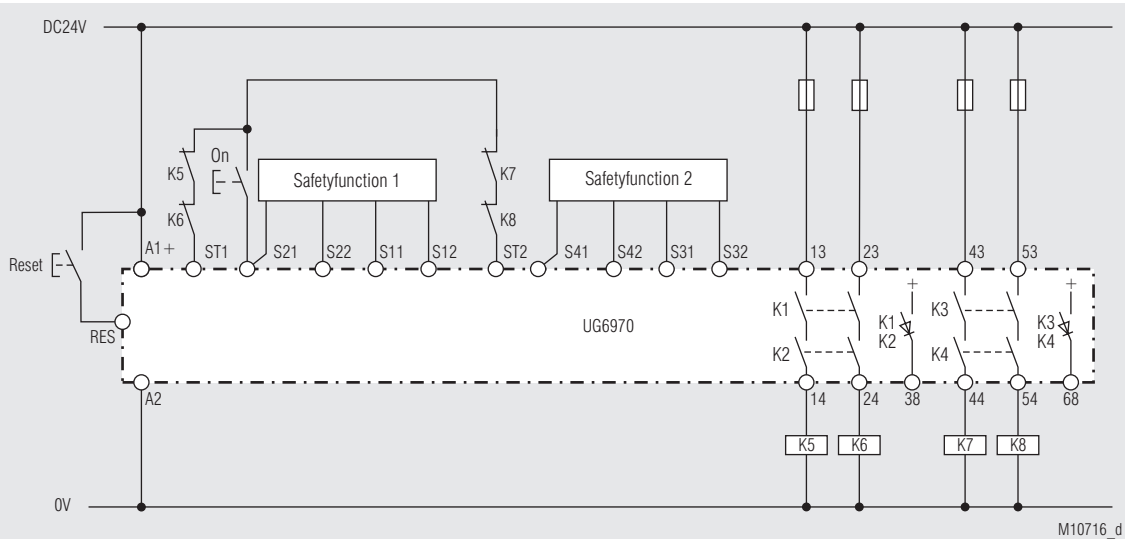 DC24V
K5
K6
On
Safetyfunction 1
K7
K8
Safetyfunction 2
Reset
A1+
ST1
S21
S22
S11
S12
ST2
S41
S42
S31
S32
13
23
43
53
RES
UG6970
K1
K2
+
K1
K2
K3
K4
+
K3
K4
A2
14
24
38
44
54
68
K5
K6
K7
K8
0V
M10716_d